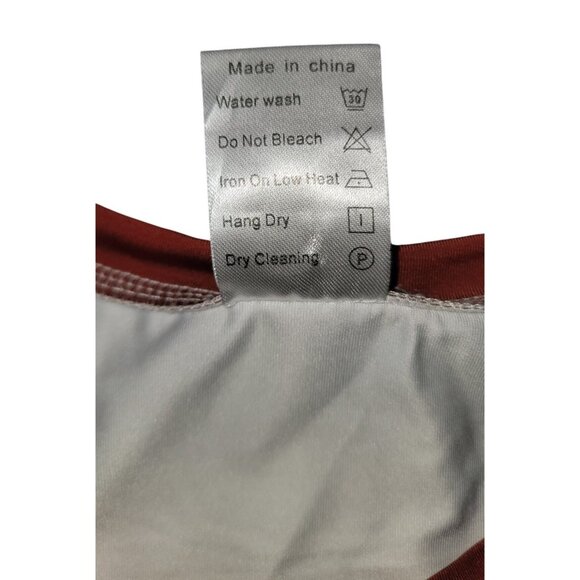 Made in china
Water wash 30
Do Not Bleach
Iron On Low Heat
Hang Dry
Dry Cleaning P